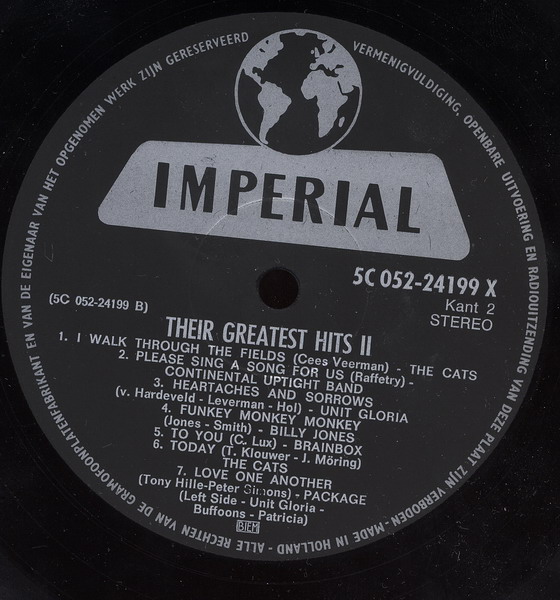 ALLE RECHTEN VAN DE GRAMOFOONPLATENFABRIKANT EN VAN DE EIGENAAR VAN HET OPGENOMEN WERK ZIJN GERESERVEERD
VERMENIGVULDIGING, OPENBARE UITVOERING EN RADIOUITZENDING VAN DEZE PLAAT ZIJN VERBODEN-MADE IN HOLLAND-
IMPERIAL
5C 052-24199 X
Kant 2
STEREO
(5C 052-24199 B)
THEIR GREATEST HITS II
1. I WALK THROUGH THE FIELDS (Cees Veerman) - THE CATS
2. PLEASE SING A SONG FOR US (Raffetry) -
CONTINENTAL UPTIGHT BAND
3. HEARTACHES AND SORROWS
(v. Hardeveld - Leverman - Hol) - UNIT GLORIA
4. FUNKEY MONKEY MONKEY
(Jones - Smith) - BILLY JONES
5. TO YOU (C. Lux) - BRAINBOX
6. TODAY (T. Klouwer - J. Möring)
THE CATS
7. LOVE ONE ANOTHER
(Tony Hille-Peter Simons) - PACKAGE
(Left Side - Unit Gloria -
Buffoons - Patricia)
BIEM